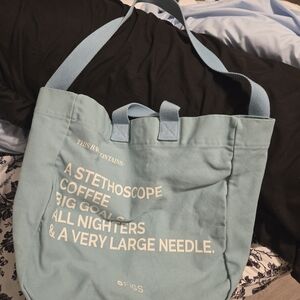 THIS BAG CONTAINS:
A STETHOSCOPE
COFFEE
BIG GOALS
ALL NIGHTERS
& A VERY LARGE NEEDLE.
FIGS